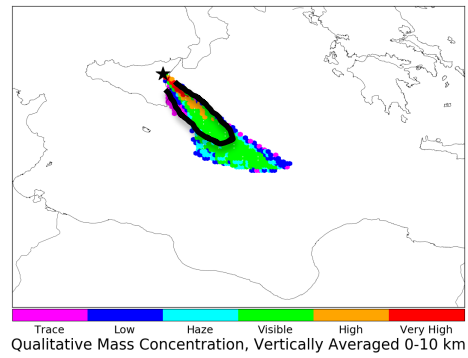 Trace Low Haze Visible High Very High
Qualitative Mass Concentration, Vertically Averaged 0-10 km